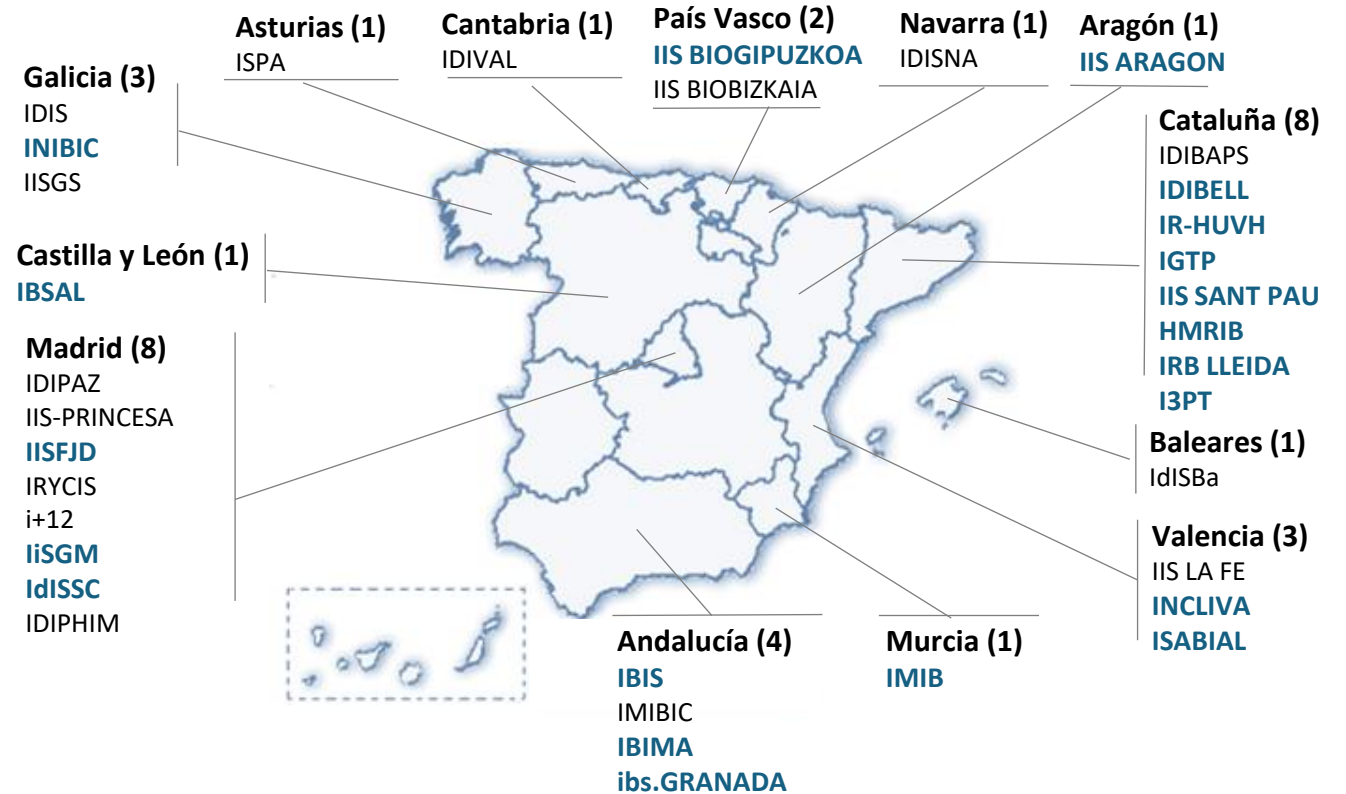 Asturias (1)
ISPA
Cantabria (1)
IDIVAL
País Vasco (2)
IIS BIOGIPUZKOA
IIS BIOBIZKAIA
Navarra (1)
IDISNA
Aragón (1)
IIS ARAGON
Galicia (3)
IDIS
INIBIC
IISGS
Cataluña (8)
IDIBAPS
IDIBELL
IR-HUVH
IGTP
IIS SANT PAU
HMRIB
IRB LLEIDA
I3PT
Castilla y León (1)
IBSAL
Madrid (8)
IDIPAZ
IIS-PRINCESA
IISFJD
IRYCIS
i+12
IiSGM
IdISSC
IDIPHIM
Baleares (1)
IdISBa
Valencia (3)
IIS LA FE
INCLIVA
ISABIAL
Andalucía (4)
IBIS
IMIBIC
IBIMA
ibs.GRANADA
Murcia (1)
IMIB